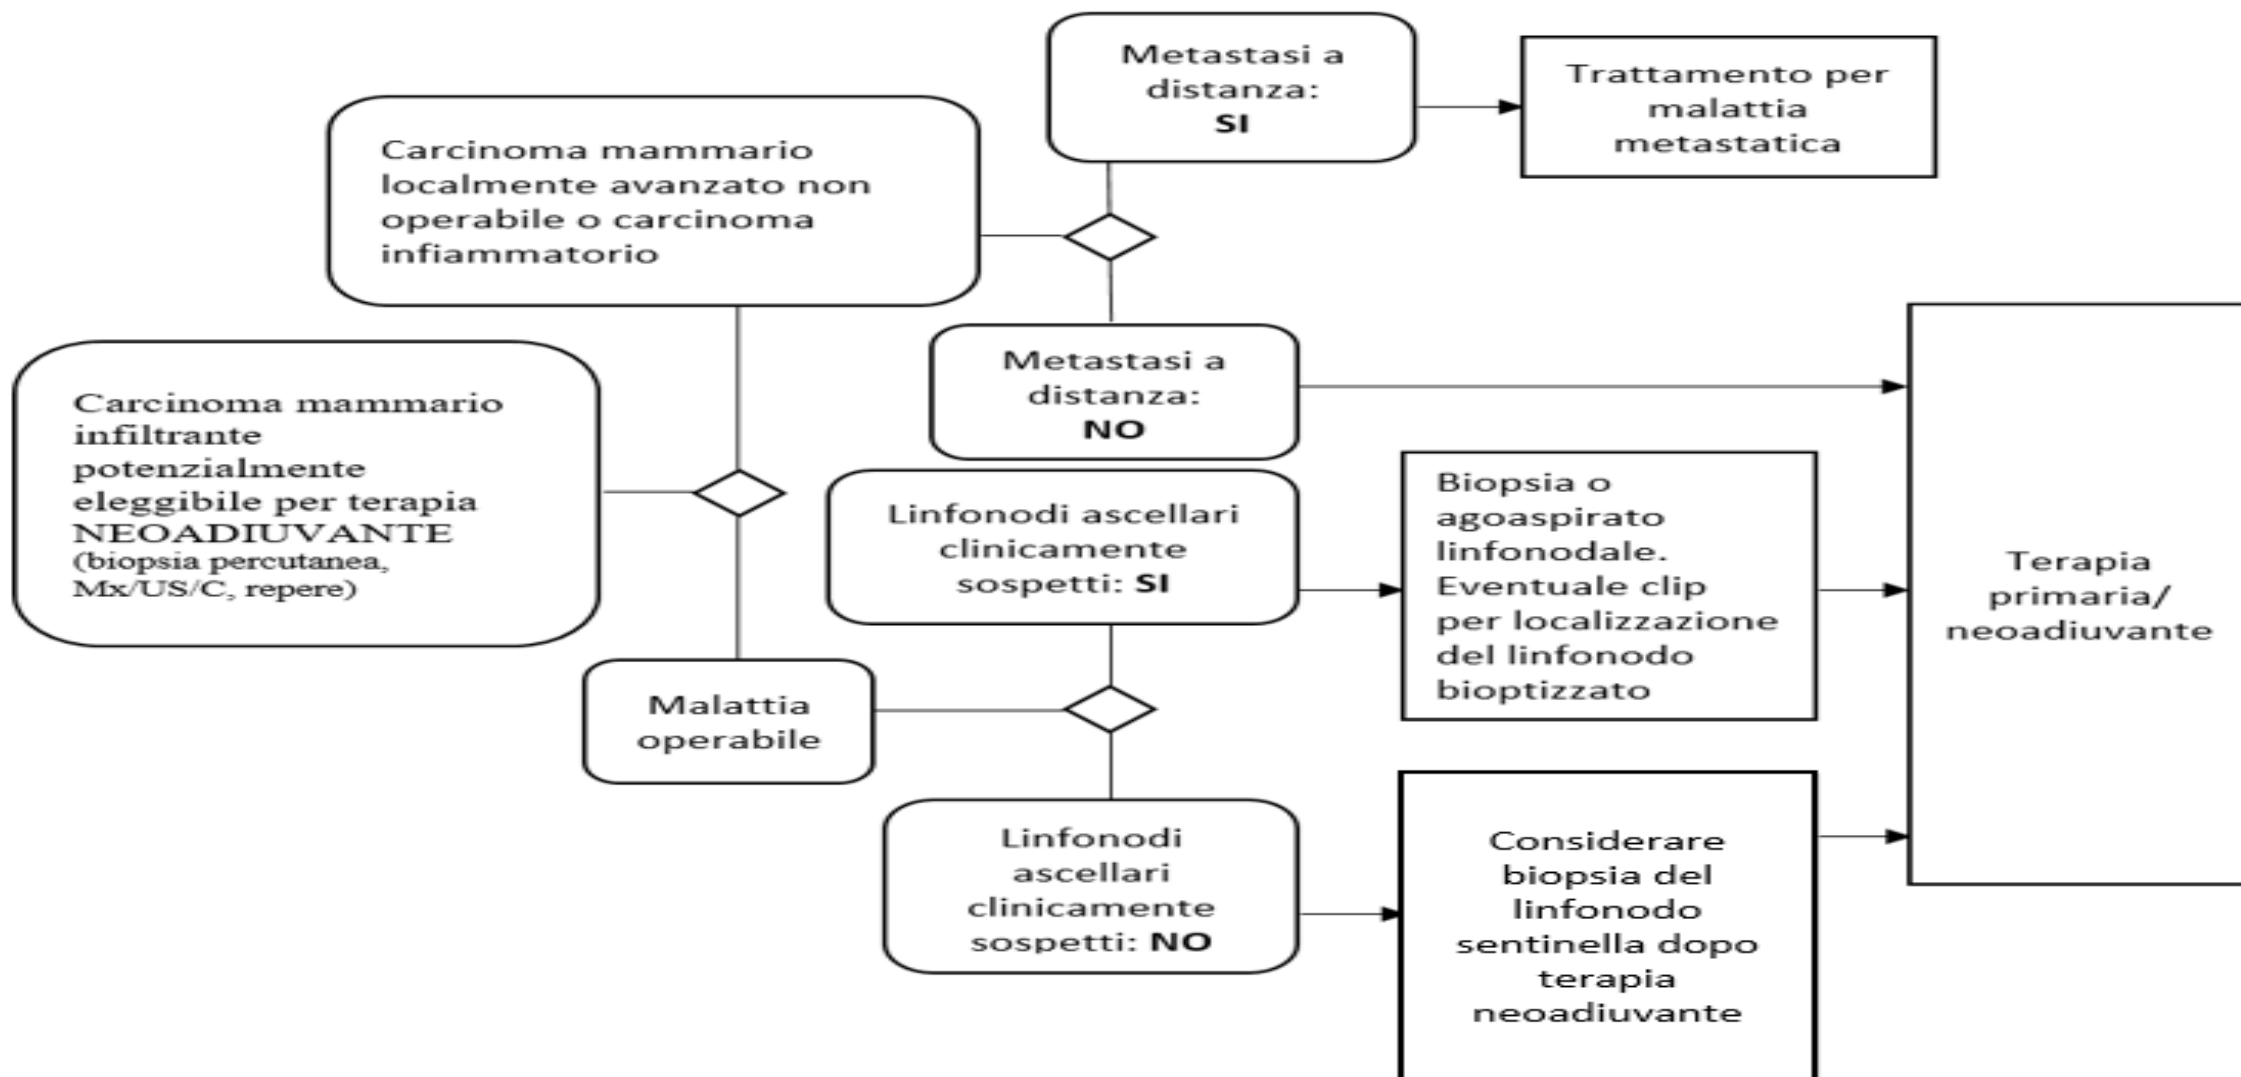 Metastasi a
distanza:
SI
Trattamento per
malattia
metastatica
Carcinoma mammario
localmente avanzato non
operabile o carcinoma
infiammatorio
Metastasi a
distanza:
NO
Carcinoma mammario
infiltrante
potenzialmente
eleggibile per terapia
NEOADIUVANTE
(biopsia percutanea,
Mx/US/C, repere)
Linfonodi ascellari
clinicamente
sospetti: SI
Biopsia o
agoaspirato
linfonodale.
Eventuale clip
per localizzazione
del linfonodo
bioptizzato
Terapia
primaria/
neoadiuvante
Malattia
operabile
Linfonodi
ascellari
clinicamente
sospetti: NO
Considerare
biopsia del
linfonodo
sentinella dopo
terapia
neoadiuvante